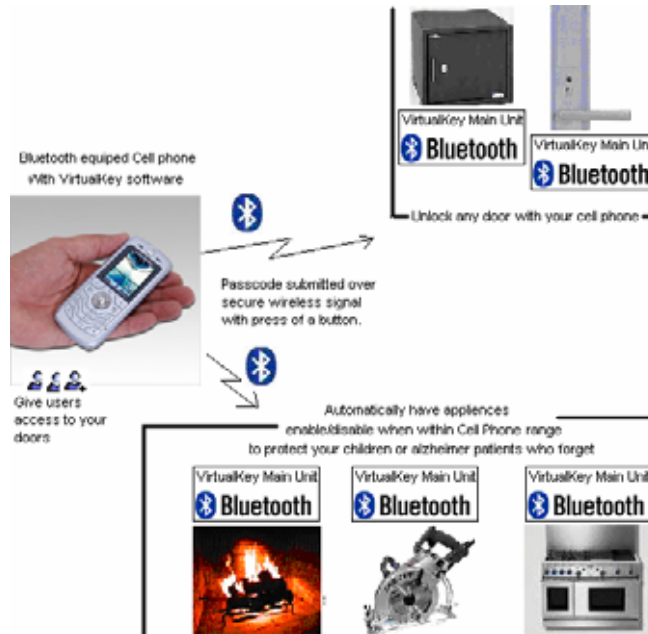 VirtualKey Main Unit
Bluetooth
VirtualKey Main Un
Bluetooth
Unlock any door with your cell phone
Bluetooth equiped Cell phone
With VirtualKey software
Passcode submitted over
secure wireless signal
with press of a button.
Give users
access to your
doors
Automatically have appliences
enable/disable when within Cell Phone range
to protect your children or alzheimer patients who forget
VirtualKey Main Unit
Bluetooth
VirtualKey Main Unit
Bluetooth
VirtualKey Main Unit
Bluetooth